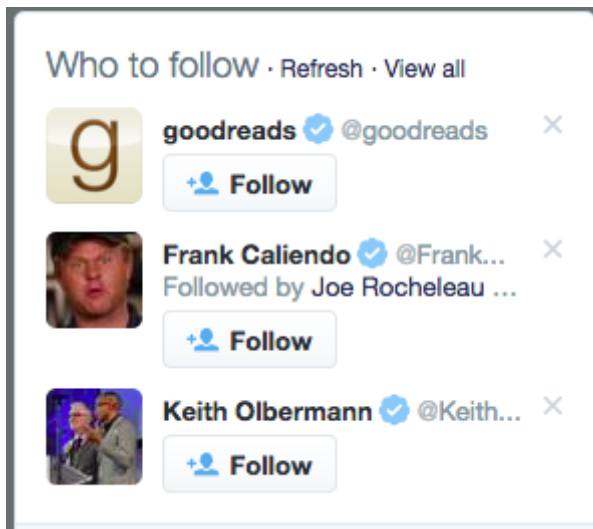 Who to follow · Refresh · View all
g
goodreads @goodreads
Follow
Frank Caliendo @Frank...
Followed by Joe Rocheleau ...
Follow
Keith Olbermann @Keith...
Follow